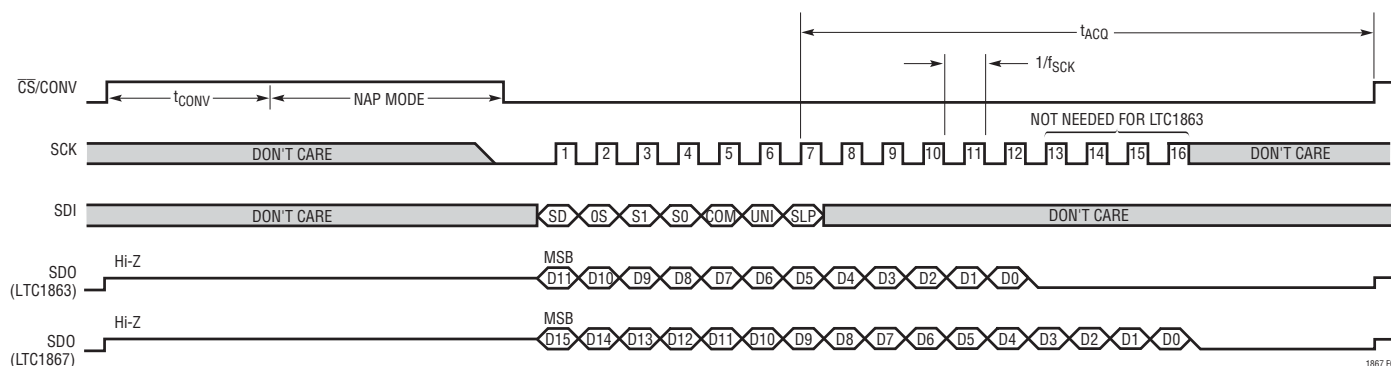 tACQ
1/fSCK
CS/CONV
tCONV
NAP MODE
NOT NEEDED FOR LTC1863
SCK
DON'T CARE
1 2 3 4 5 6 7 8 9 10 11 12 13 14 15 16
DON'T CARE
SDI
DON'T CARE
SD 0S S1 S0 COM UNI SLP
DON'T CARE
Hi-Z
MSB
SDO
(LTC1863)
D11 D10 D9 D8 D7 D6 D5 D4 D3 D2 D1 D0
Hi-Z
MSB
SDO
(LTC1867)
D15 D14 D13 D12 D11 D10 D9 D8 D7 D6 D5 D4 D3 D2 D1 D0
1867